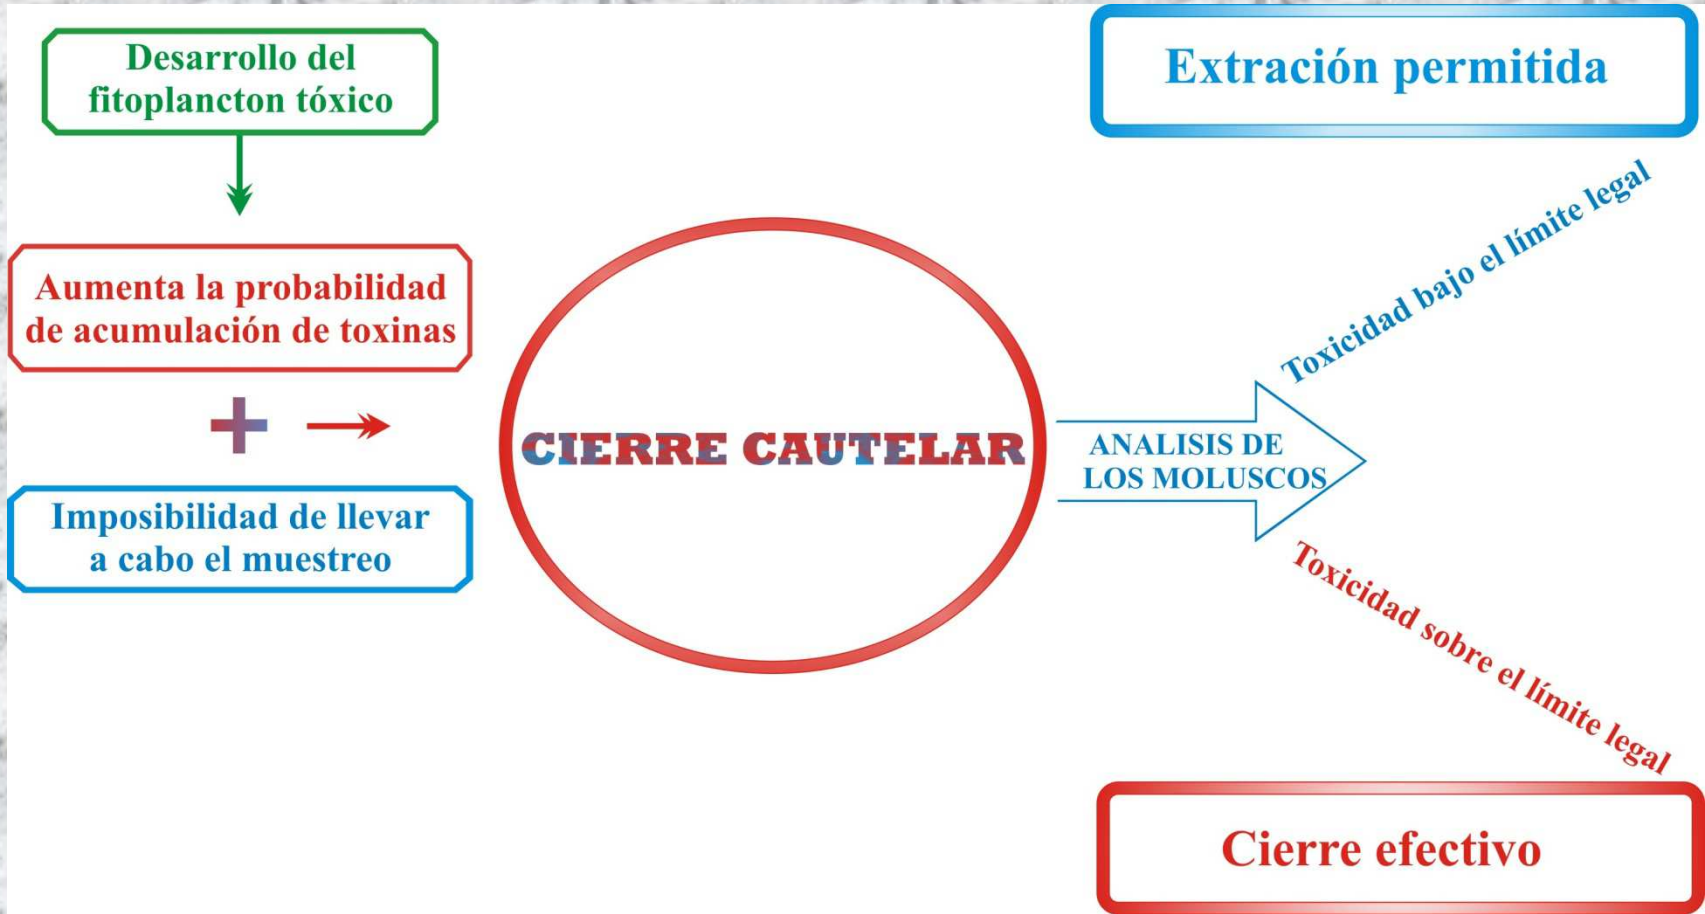 Desarrollo del
fitoplancton tóxico
Aumenta la probabilidad
de acumulación de toxinas
+
Imposibilidad de llevar
a cabo el muestreo
CIERRE CAUTELAR
ANALISIS DE
LOS MOLUSCOS
Extración permitida
Toxicidad bajo el límite legal
Toxicidad sobre el límite legal
Cierre efectivo